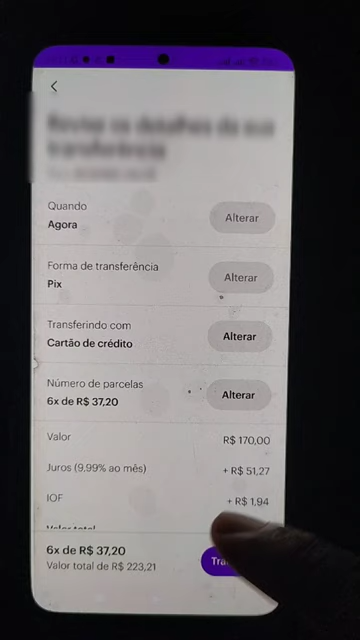 Quando
Agora
Alterar
Forma de transferência
Pix
Alterar
Transferindo com
Cartão de crédito
Alterar
Número de parcelas
6x de R$ 37,20
Alterar
Valor
R$ 170,00
Juros (9,99% ao mês)
+ R$ 51,27
IOF
+ R$ 1,94
Valor total
6x de R$ 37,20
Valor total de R$ 223,21